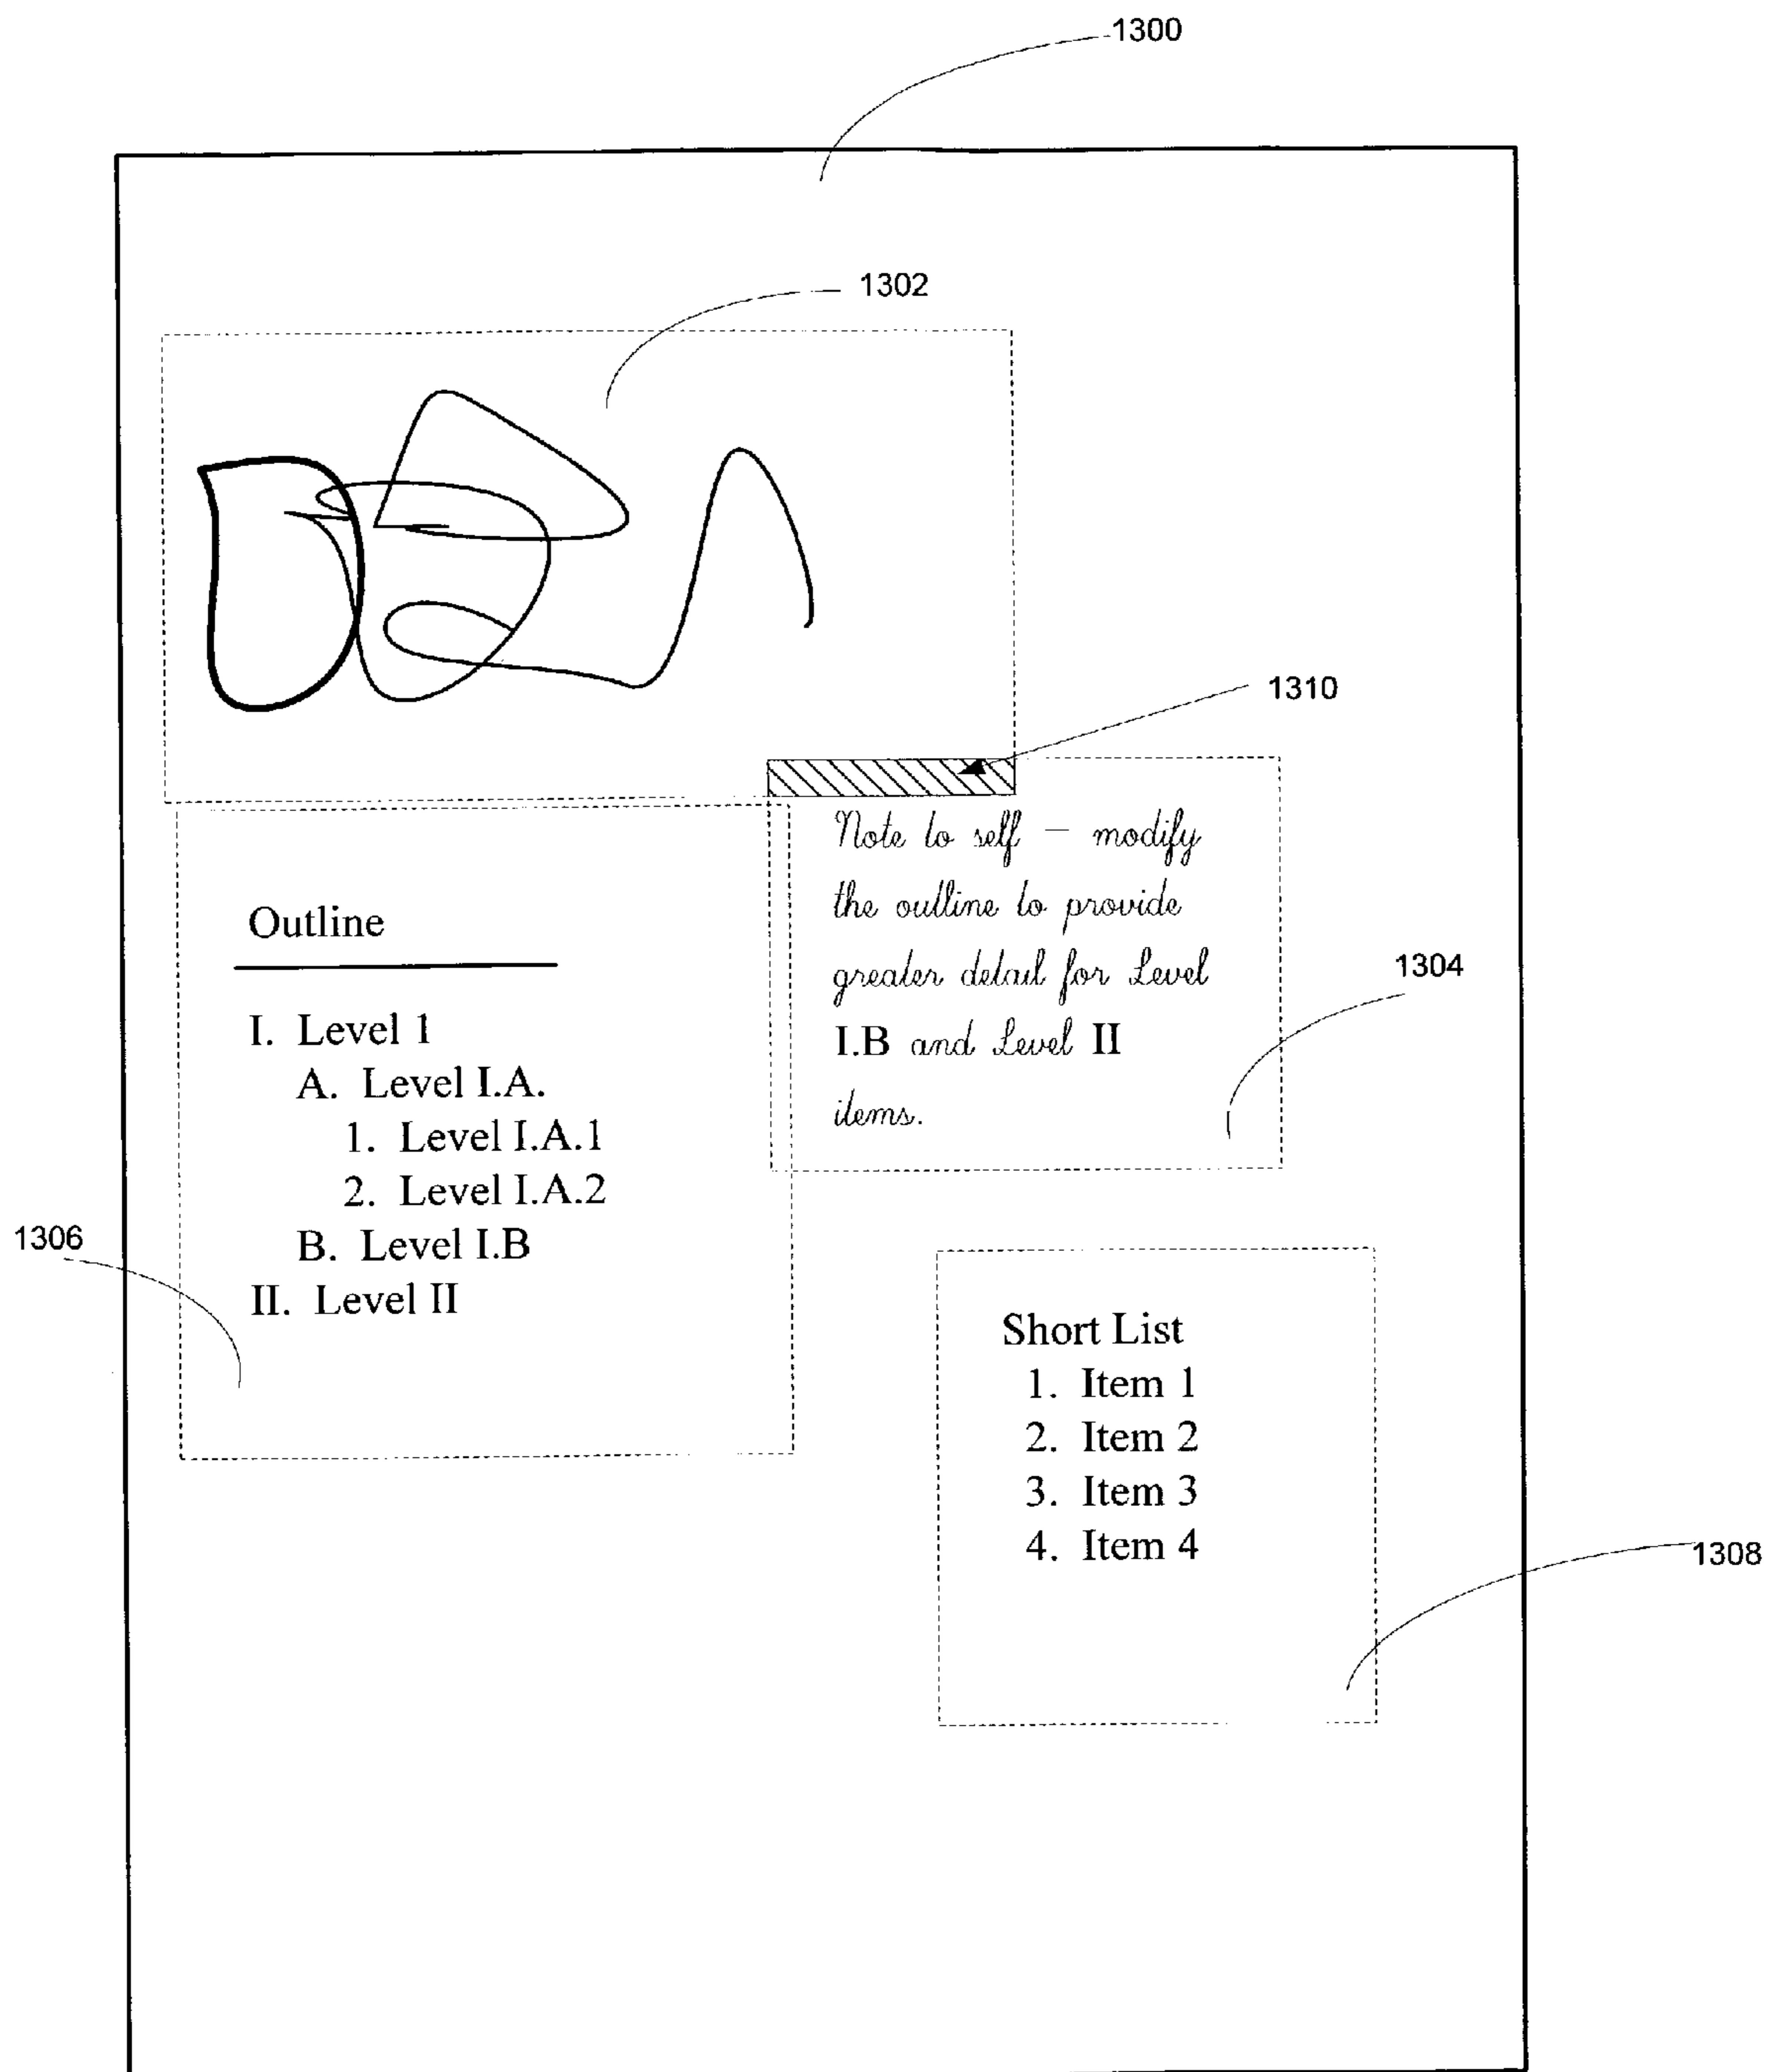 1300
1302
1310
Note to self – modify
the outline to provide
greater detail for Level
I.B and Level II
items.
1304
Outline
I. Level 1
A. Level I.A.
1. Level I.A.1
2. Level I.A.2
B. Level I.B
II. Level II
1306
Short List
1. Item 1
2. Item 2
3. Item 3
4. Item 4
1308